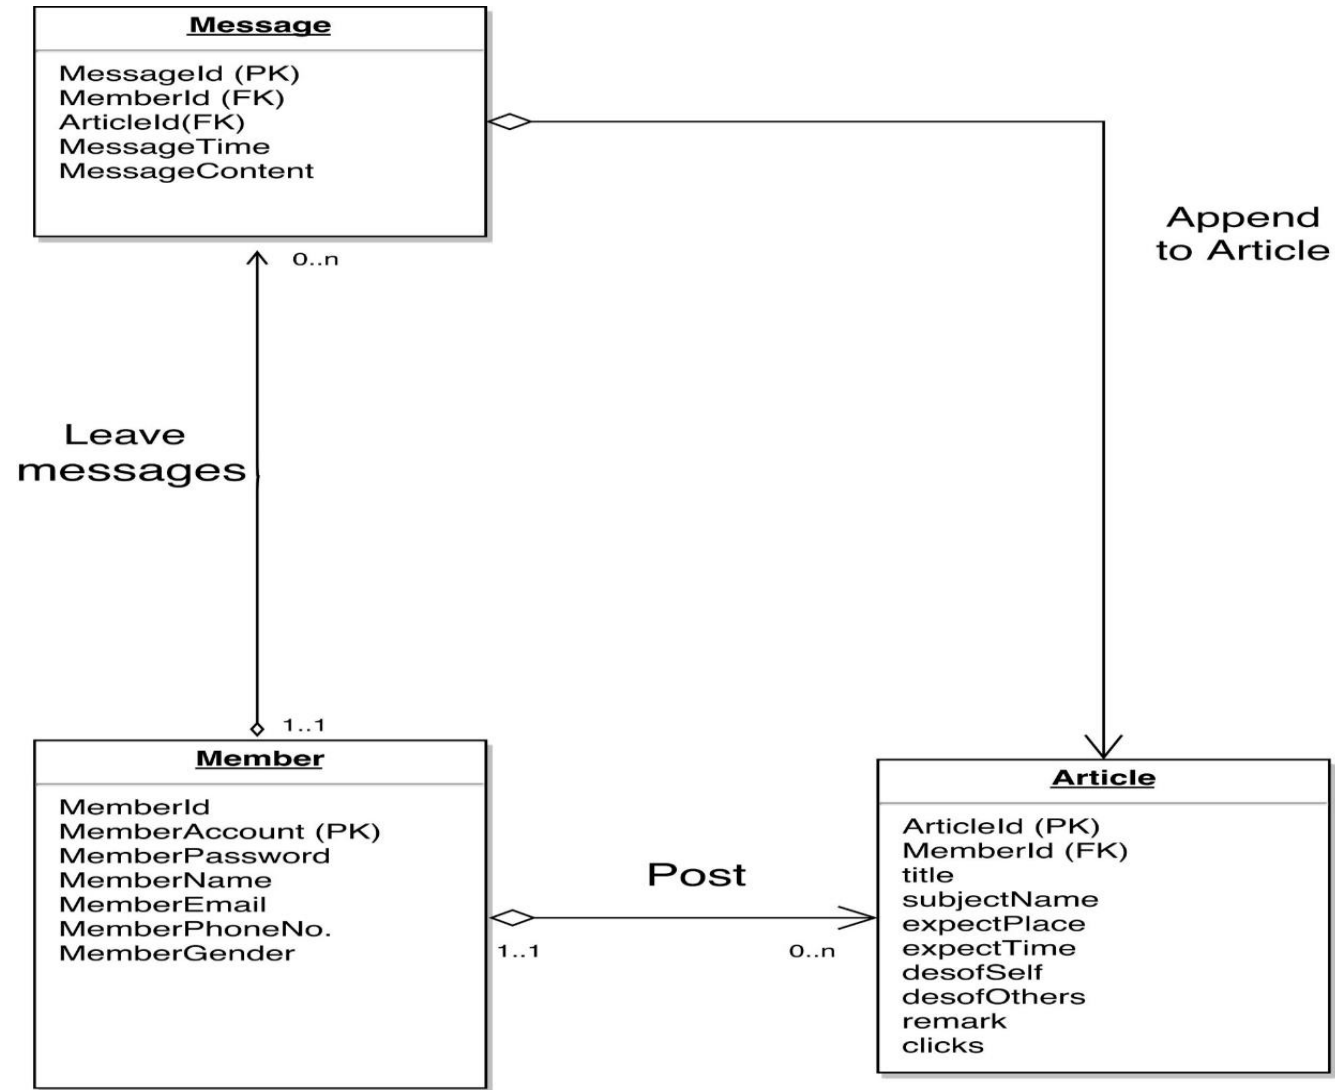 Message
MessageId (PK)
MemberId (FK)
ArticleId(FK)
MessageTime
MessageContent
Append
to Article
0..n
Leave
messages
1..1
Member
MemberId
MemberAccount (PK)
MemberPassword
MemberName
MemberEmail
MemberPhoneNo.
MemberGender
Post
1..1
0..n
Article
ArticleId (PK)
MemberId (FK)
title
subjectName
expectPlace
expectTime
desofSelf
desofOthers
remark
clicks